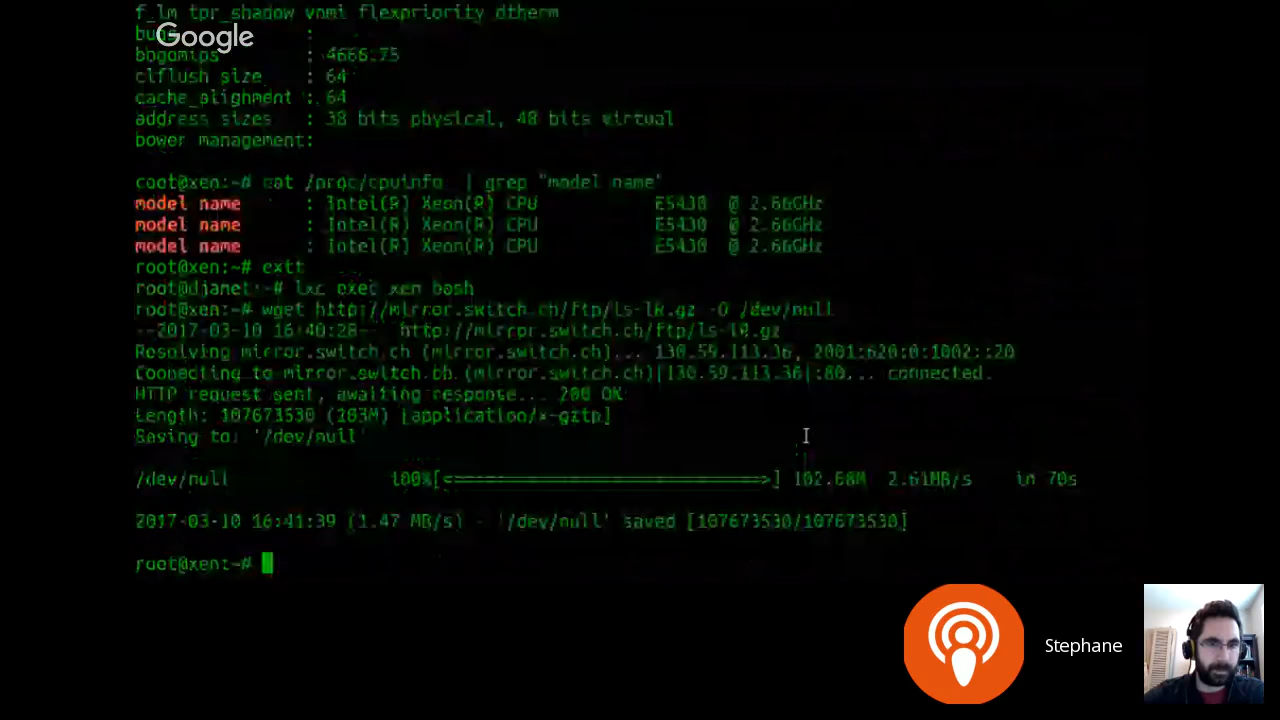 f_lm tpr_shadow vnmi flexpriority dtherm
Google
bugs :
bogomips : 4666.75
clflush size : 64
cache_alignment : 64
address sizes : 38 bits physical, 48 bits virtual
power management:
root@xen:~# cat /proc/cpuinfo | grep "model name"
model name : Intel(R) Xeon(R) CPU E5430 @ 2.66GHz
model name : Intel(R) Xeon(R) CPU E5430 @ 2.66GHz
model name : Intel(R) Xeon(R) CPU E5430 @ 2.66GHz
root@xen:~# exit
root@djanet:~# lxc exec xen bash
root@xen:~# wget http://mirror.switch.ch/ftp/ls-lR.gz -O /dev/null
--2017-03-10 16:40:28-- http://mirror.switch.ch/ftp/ls-lR.gz
Resolving mirror.switch.ch (mirror.switch.ch)... 130.59.113.36, 2001:620:0:1002::20
Connecting to mirror.switch.ch (mirror.switch.ch)|130.59.113.36|:80... connected.
HTTP request sent, awaiting response... 200 OK
Length: 107673530 (103M) [application/x-gzip]
Saving to: '/dev/null'
/dev/null 100%[==============================>] 102.68M 2.61MB/s in 70s
2017-03-10 16:41:39 (1.47 MB/s) - '/dev/null' saved [107673530/107673530]
root@xen:~#
Stephane